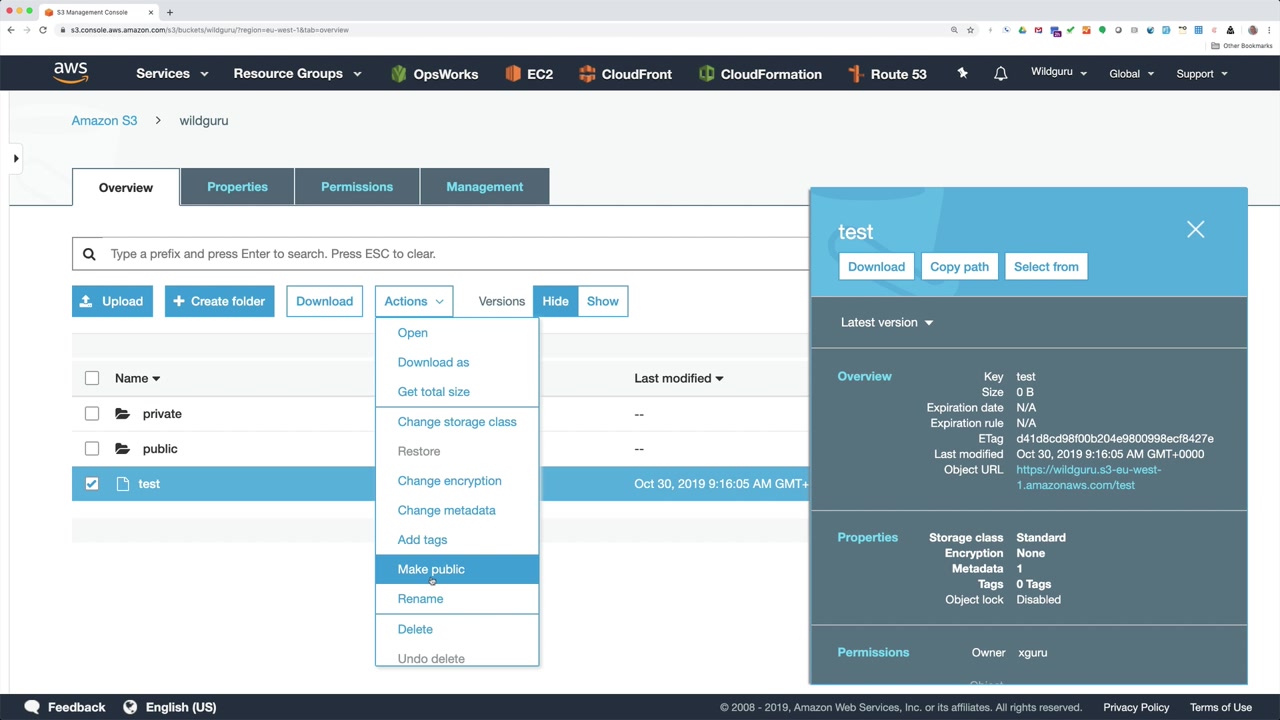 S3 Management Console
s3.console.aws.amazon.com/s3/buckets/wildguru/?region=eu-west-1&tab=overview
Other Bookmarks
aws Services Resource Groups OpsWorks EC2 CloudFront CloudFormation Route 53 Wildguru Global Support
Amazon S3 > wildguru
Overview Properties Permissions Management
Type a prefix and press Enter to search. Press ESC to clear.
Upload + Create folder Download Actions Versions Hide Show
Open
Download as
Get total size
Change storage class
Restore
Change encryption
Change metadata
Add tags
Make public
Rename
Delete
Undo delete
Name Last modified
private --
public --
test Oct 30, 2019 9:16:05 AM GMT+
test
Download Copy path Select from
Latest version
Overview
Key test
Size 0 B
Expiration date N/A
Expiration rule N/A
ETag d41d8cd98f00b204e9800998ecf8427e
Last modified Oct 30, 2019 9:16:05 AM GMT+0000
Object URL https://wildguru.s3-eu-west-
1.amazonaws.com/test
Properties
Storage class Standard
Encryption None
Metadata 1
Tags 0 Tags
Object lock Disabled
Permissions
Owner xguru
Object
Feedback English (US) © 2008 - 2019, Amazon Web Services, Inc. or its affiliates. All rights reserved. Privacy Policy Terms of Use